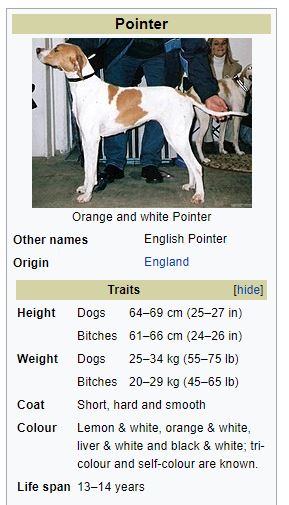 Pointer
Orange and white Pointer
Other names English Pointer
Origin England
Traits [hide]
Height Dogs 64–69 cm (25–27 in)
Bitches 61–66 cm (24–26 in)
Weight Dogs 25–34 kg (55–75 lb)
Bitches 20–29 kg (45–65 lb)
Coat Short, hard and smooth
Colour Lemon & white, orange & white,
liver & white and black & white; tri-
colour and self-colour are known.
Life span 13–14 years